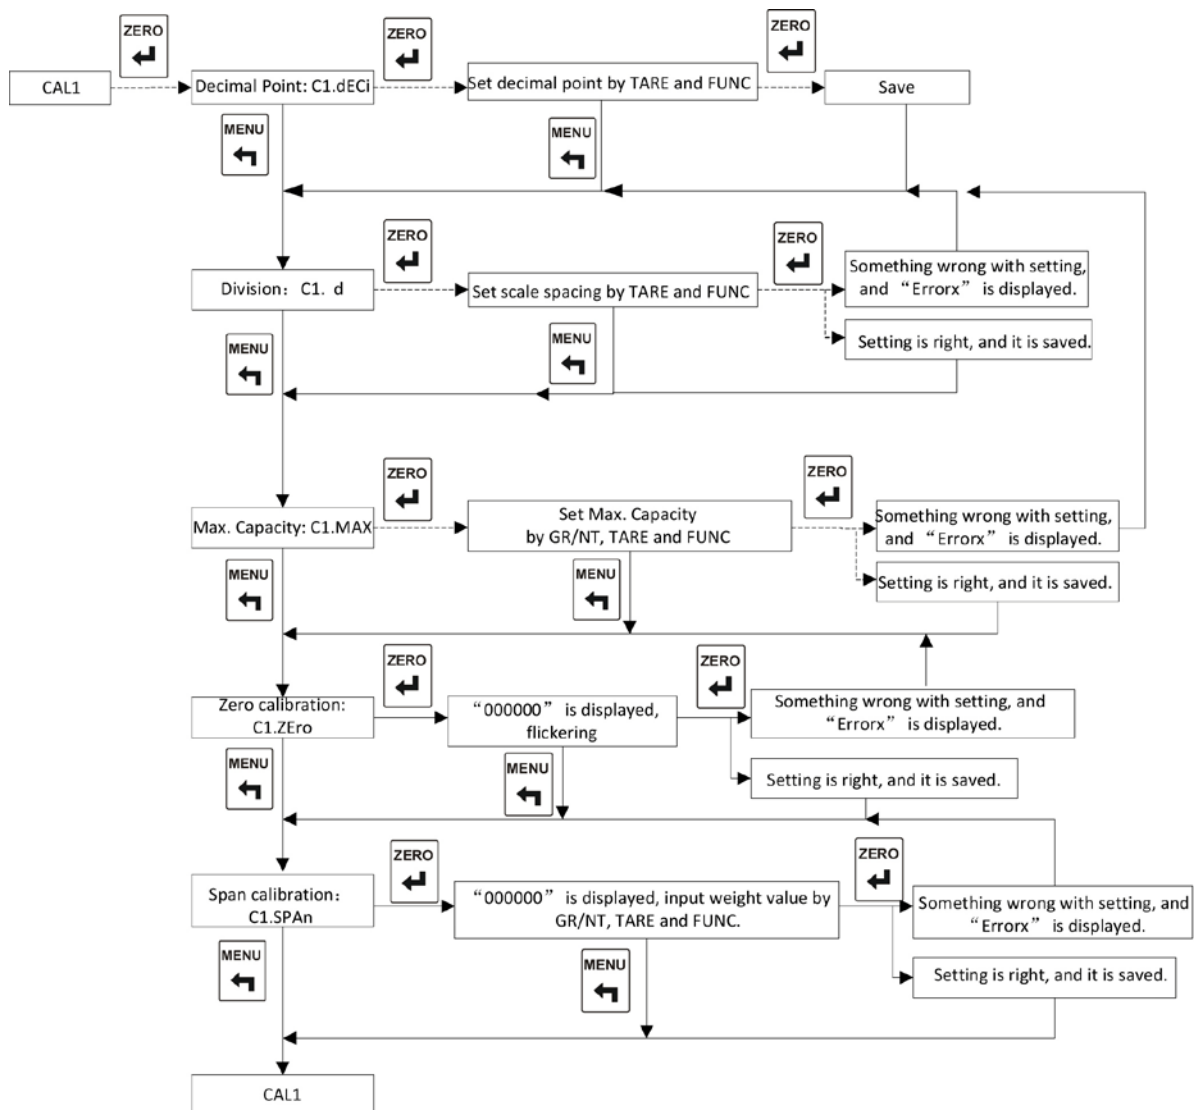 ZERO
ZERO
ZERO
CAL1
Decimal Point: C1.dECi
Set decimal point by TARE and FUNC
Save
MENU
MENU
ZERO
ZERO
Division: C1. d
Set scale spacing by TARE and FUNC
Something wrong with setting,
and “Errorx” is displayed.
Setting is right, and it is saved.
MENU
MENU
ZERO
ZERO
Max. Capacity: C1.MAX
Set Max. Capacity
by GR/NT, TARE and FUNC
Something wrong with setting,
and “Errorx” is displayed.
Setting is right, and it is saved.
MENU
MENU
ZERO
ZERO
Zero calibration:
C1.ZEro
“000000” is displayed,
flickering
Something wrong with setting, and
“Errorx” is displayed.
Setting is right, and it is saved.
MENU
MENU
ZERO
ZERO
Span calibration:
C1.SPAn
“000000” is displayed, input weight value by
GR/NT, TARE and FUNC.
Something wrong with setting, and
“Errorx” is displayed.
Setting is right, and it is saved.
MENU
MENU
CAL1